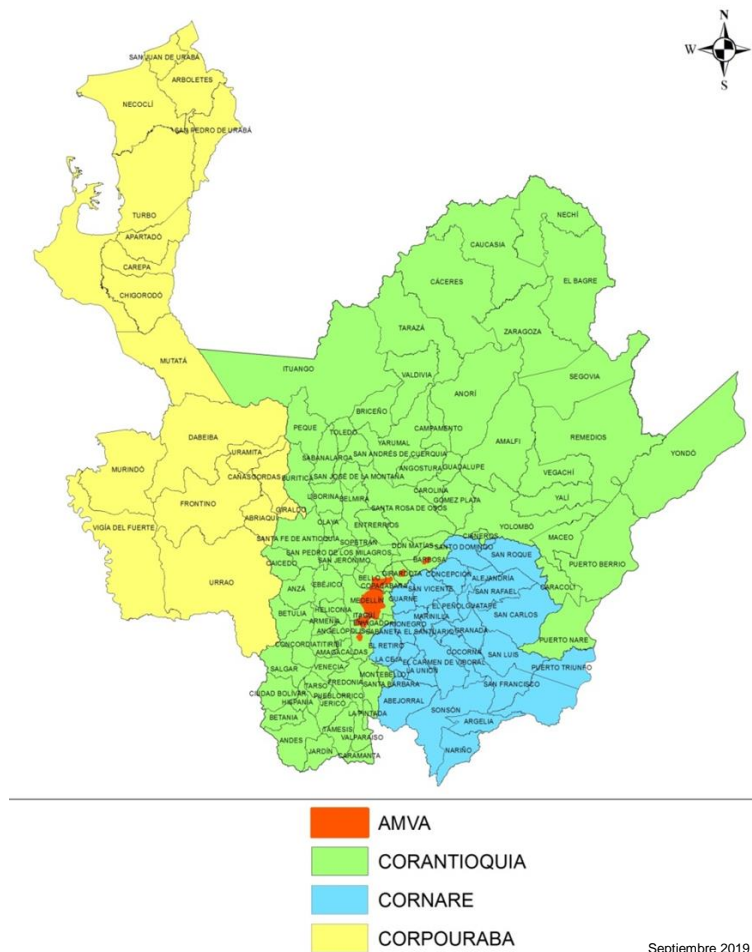 N
W E
S
SAN JUAN DE URABÁ
ARBOLETES
NECOCLÍ
SAN PEDRO DE URABÁ
TURBO
APARTADÓ
CAREPA
CHIGORODÓ
MUTATÁ
NECHÍ
CAUCASIA
CÁCERES
EL BAGRE
TARAZÁ
ZARAGOZA
ITUANGO
VALDIVIA
SEGOVIA
ANORÍ
BRICEÑO
PEQUE
TOLEDO
CAMPAMENTO
DABEIBA
YARUMAL
AMALFI
REMEDIOS
YONDÓ
URAMITA
SABANALARGA
SAN ANDRÉS DE CUERQUIA
MURINDÓ
ANGOSTURA
GUADALUPE
CAÑASGORDAS
BURITICÁ
SAN JOSÉ DE LA MONTAÑA
VEGACHÍ
CAROLINA
LIBORINA
BELMIRA
GOMEZ PLATA
YALÍ
FRONTINO
GIRALDO
SANTA ROSA DE OSOS
ABRIAQUÍ
OLAYA
ENTRERRIOS
VIGÍA DEL FUERTE
YOLOMBÓ
SANTA FE DE ANTIOQUIA
SOPETRÁN
CISNEROS
MACEO
DON MATÍAS
SANTO DOMINGO
SAN PEDRO DE LOS MILAGROS
SAN ROQUE
CAICEDO
SAN JERÓNIMO
BARBOSA
PUERTO BERRIO
GIRARDOTA
CONCEPCIÓN
URRAO
BELLO
ALEJANDRÍA
ANZÁ
EBÉJICO
COPACABANA
SAN VICENTE
SAN RAFAEL
CARACOLÍ
MEDELLÍN
GUARNE
BETULIA
HELICONIA
EL PEÑOL
GUATAPE
ITAGÜÍ
MARINILLA
SAN CARLOS
ARMENIA
ENVIGADO
RIONEGRO
ANGELÓPOLIS
SABANETA
EL SANTUARIO
GRANADA
PUERTO NARE
CONCORDIA
TITIRIBÍ
EL RETIRO
COCORNÁ
AMAGÁ
CALDAS
SAN LUIS
LA CEJA
EL CARMEN DE VIBORAL
PUERTO TRIUNFO
SALGAR
VENECIA
MONTEBELLO
LA UNIÓN
FREDONIA
SANTA BÁRBARA
SAN FRANCISCO
TARSO
CIUDAD BOLÍVAR
PUEBLORRICO
HISPANIA
JERICÓ
ABEJORRAL
SONSÓN
BETANIA
LA PINTADA
ARGELIA
TÁMESIS
ANDES
VALPARAÍSO
JARDÍN
CARAMANTA
NARIÑO
AMVA
CORANTIOQUIA
CORNARE
CORPOURABA
Septiembre 2019